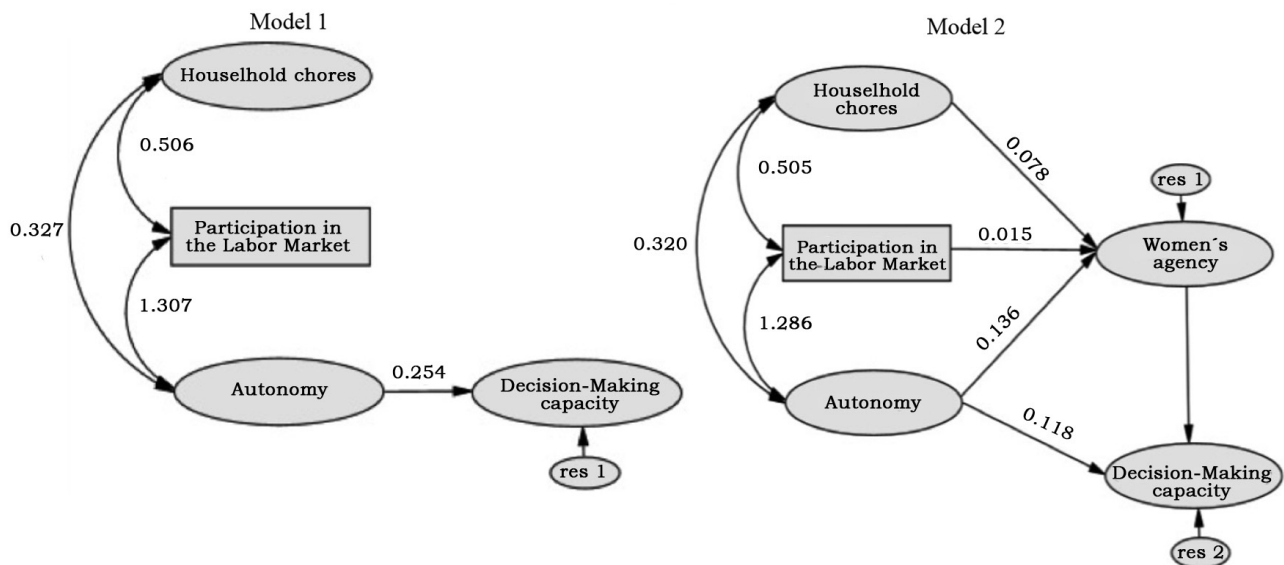 Model 1
Houselhold chores
0.506
0.327
Participation in
the Labor Market
1.307
Autonomy
0.254
Decision-Making
capacity
res 1
Model 2
Houselhold
chores
0.078
0.505
res 1
0.320
Participation in
the Labor Market
0.015
Women´s
agency
1.286
0.136
Autonomy
0.118
Decision-Making
capacity
res 2